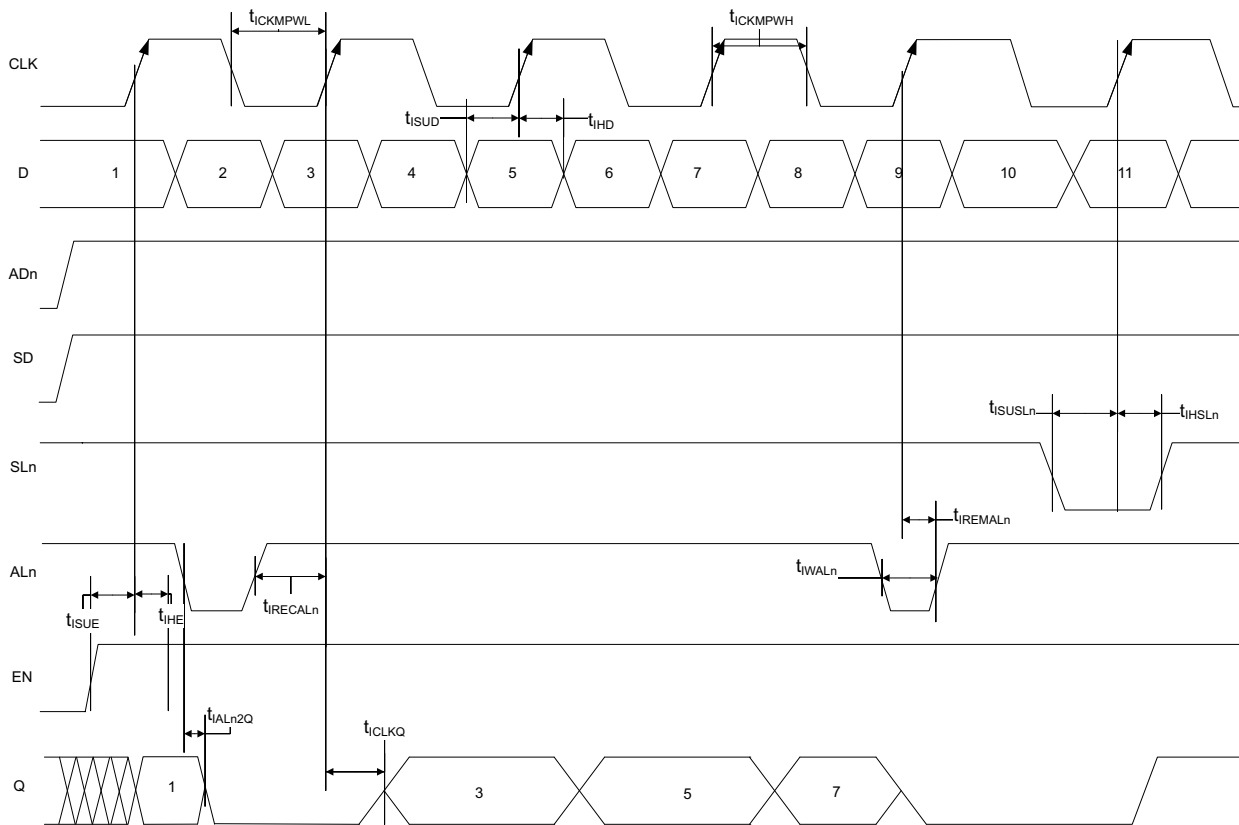 tICKMPWL
tICKMPWH
CLK
tISUD
tIHD
D
1 2 3 4 5 6 7 8 9 10 11
ADn
SD
tISUSLn
tIHSLn
SLn
tIREMALn
ALn
tIWALn
tIRECALn
tISUE
tIHE
EN
tIALn2Q
tICLKQ
Q
1 3 5 7